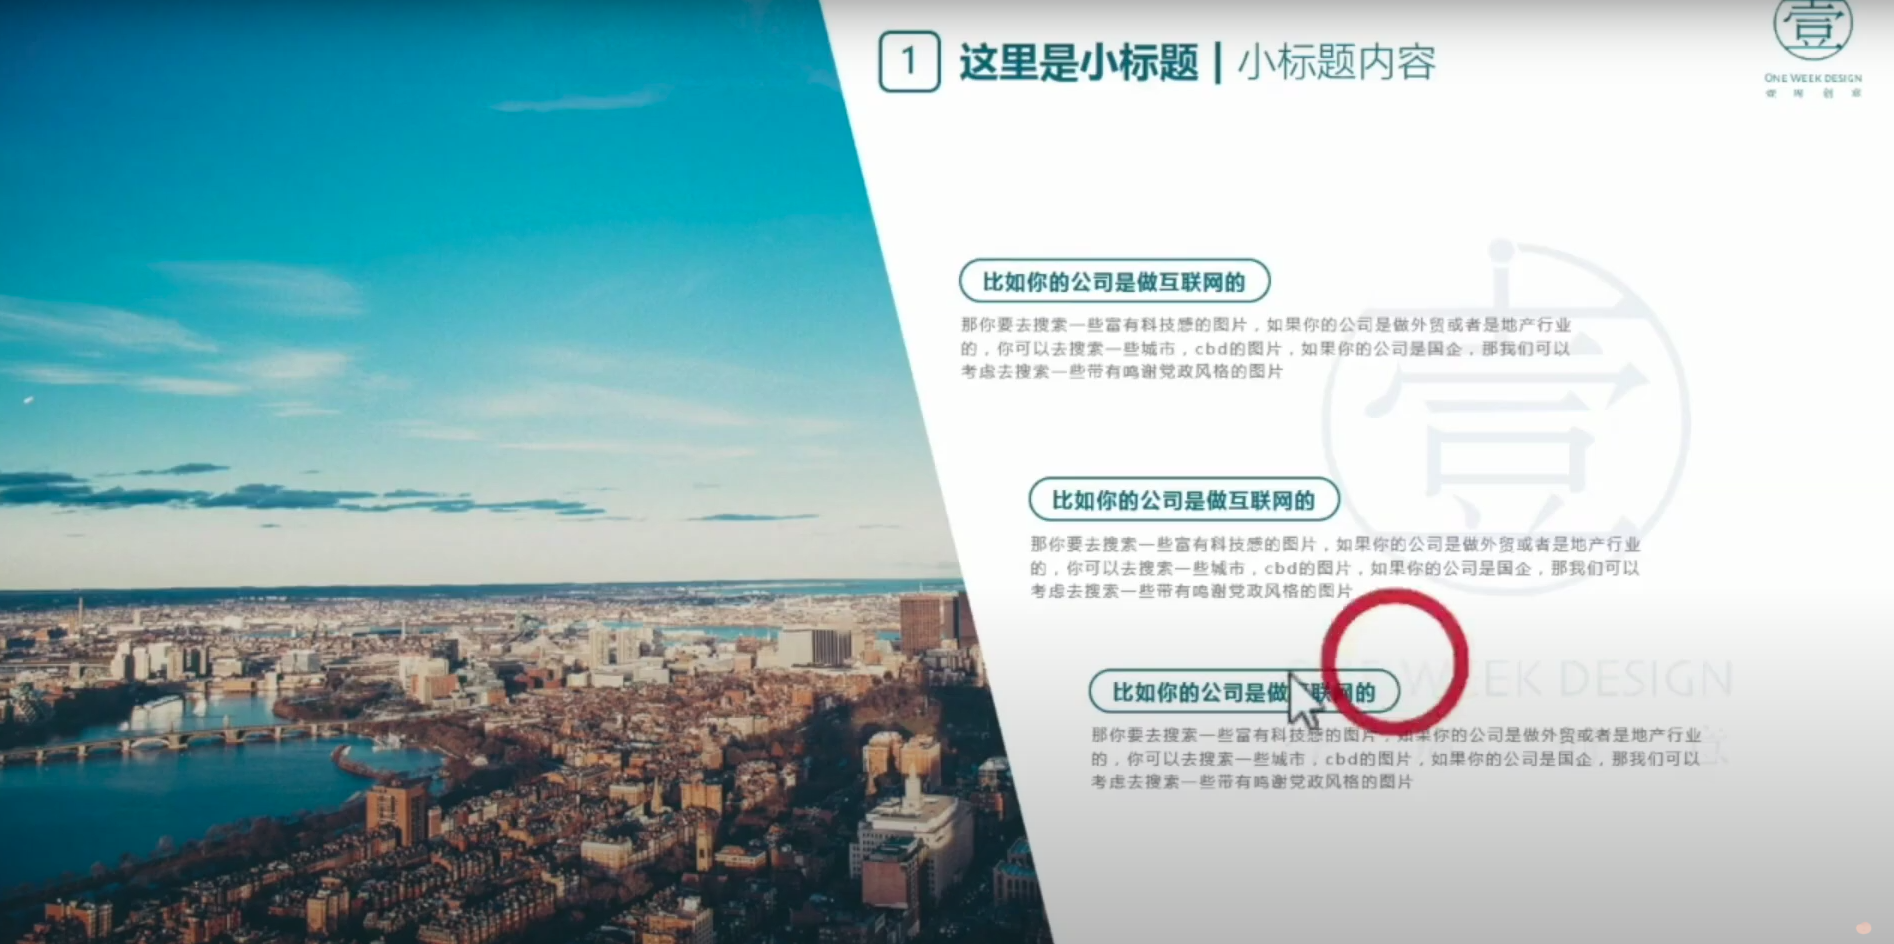 1
这里是小标题 | 小标题内容
壹
ONE WEEK DESIGN
比如你的公司是做互联网的
那你要去搜索一些富有科技感的图片，如果你的公司是做外贸或者是地产行业
的，你可以去搜索一些城市，cbd的图片，如果你的公司是国企，那我们可以
考虑去搜索一些带有鸣谢党政风格的图片
壹
比如你的公司是做互联网的
那你要去搜索一些富有科技感的图片，如果你的公司是做外贸或者是地产行业
的，你可以去搜索一些城市，cbd的图片，如果你的公司是国企，那我们可以
考虑去搜索一些带有鸣谢党政风格的图片
WEEK DESIGN
比如你的公司是做互联网的
那你要去搜索一些富有科技感的图片，如果你的公司是做外贸或者是地产行业
的，你可以去搜索一些城市，cbd的图片，如果你的公司是国企，那我们可以
考虑去搜索一些带有鸣谢党政风格的图片